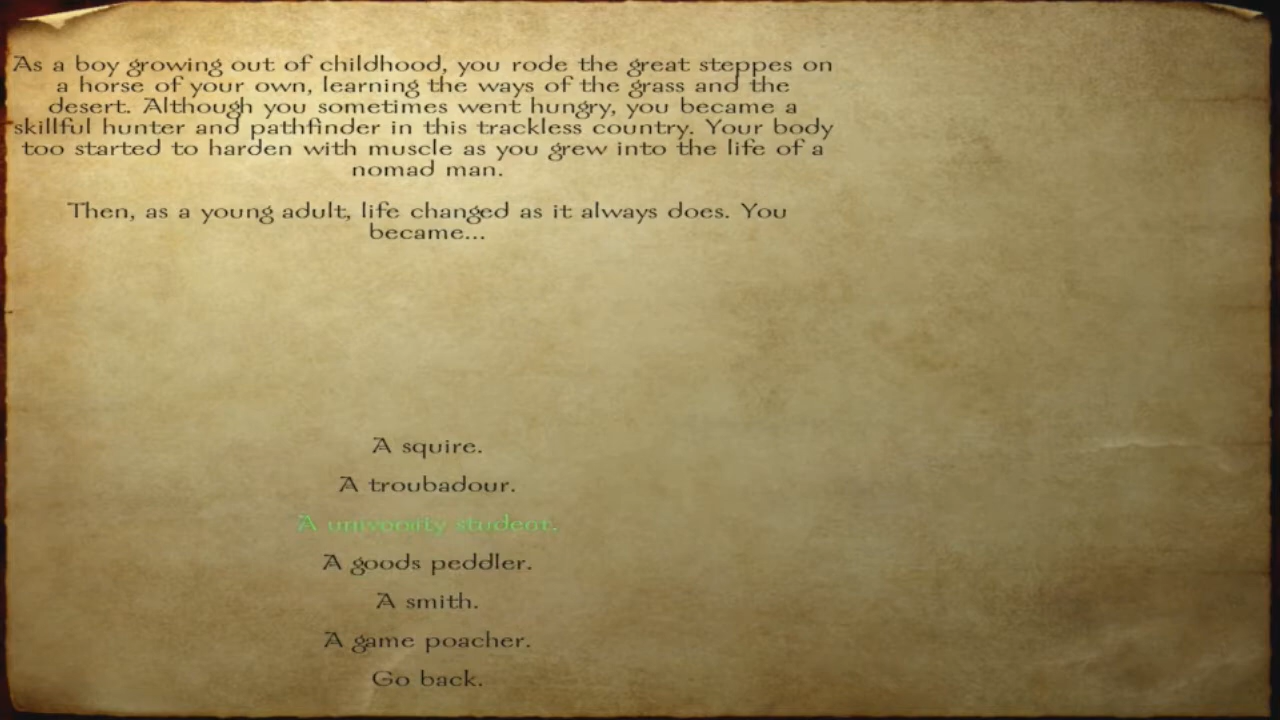 As a boy growing out of childhood, you rode the great steppes on
a horse of your own, learning the ways of the grass and the
desert. Although you sometimes went hungry, you became a
skillful hunter and pathfinder in this trackless country. Your body
too started to harden with muscle as you grew into the life of a
nomad man.
Then, as a young adult, life changed as it always does. You
became...
A squire.
A troubadour.
A university student.
A goods peddler.
A smith.
A game poacher.
Go back.